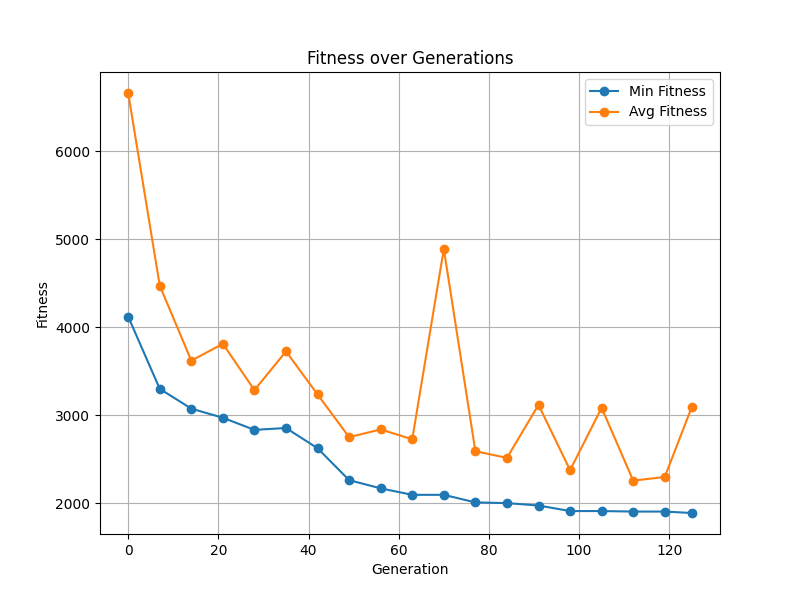 Fitness over Generations
Min Fitness
Avg Fitness
6000
5000
4000
3000
2000
Fitness
0 20 40 60 80 100 120
Generation